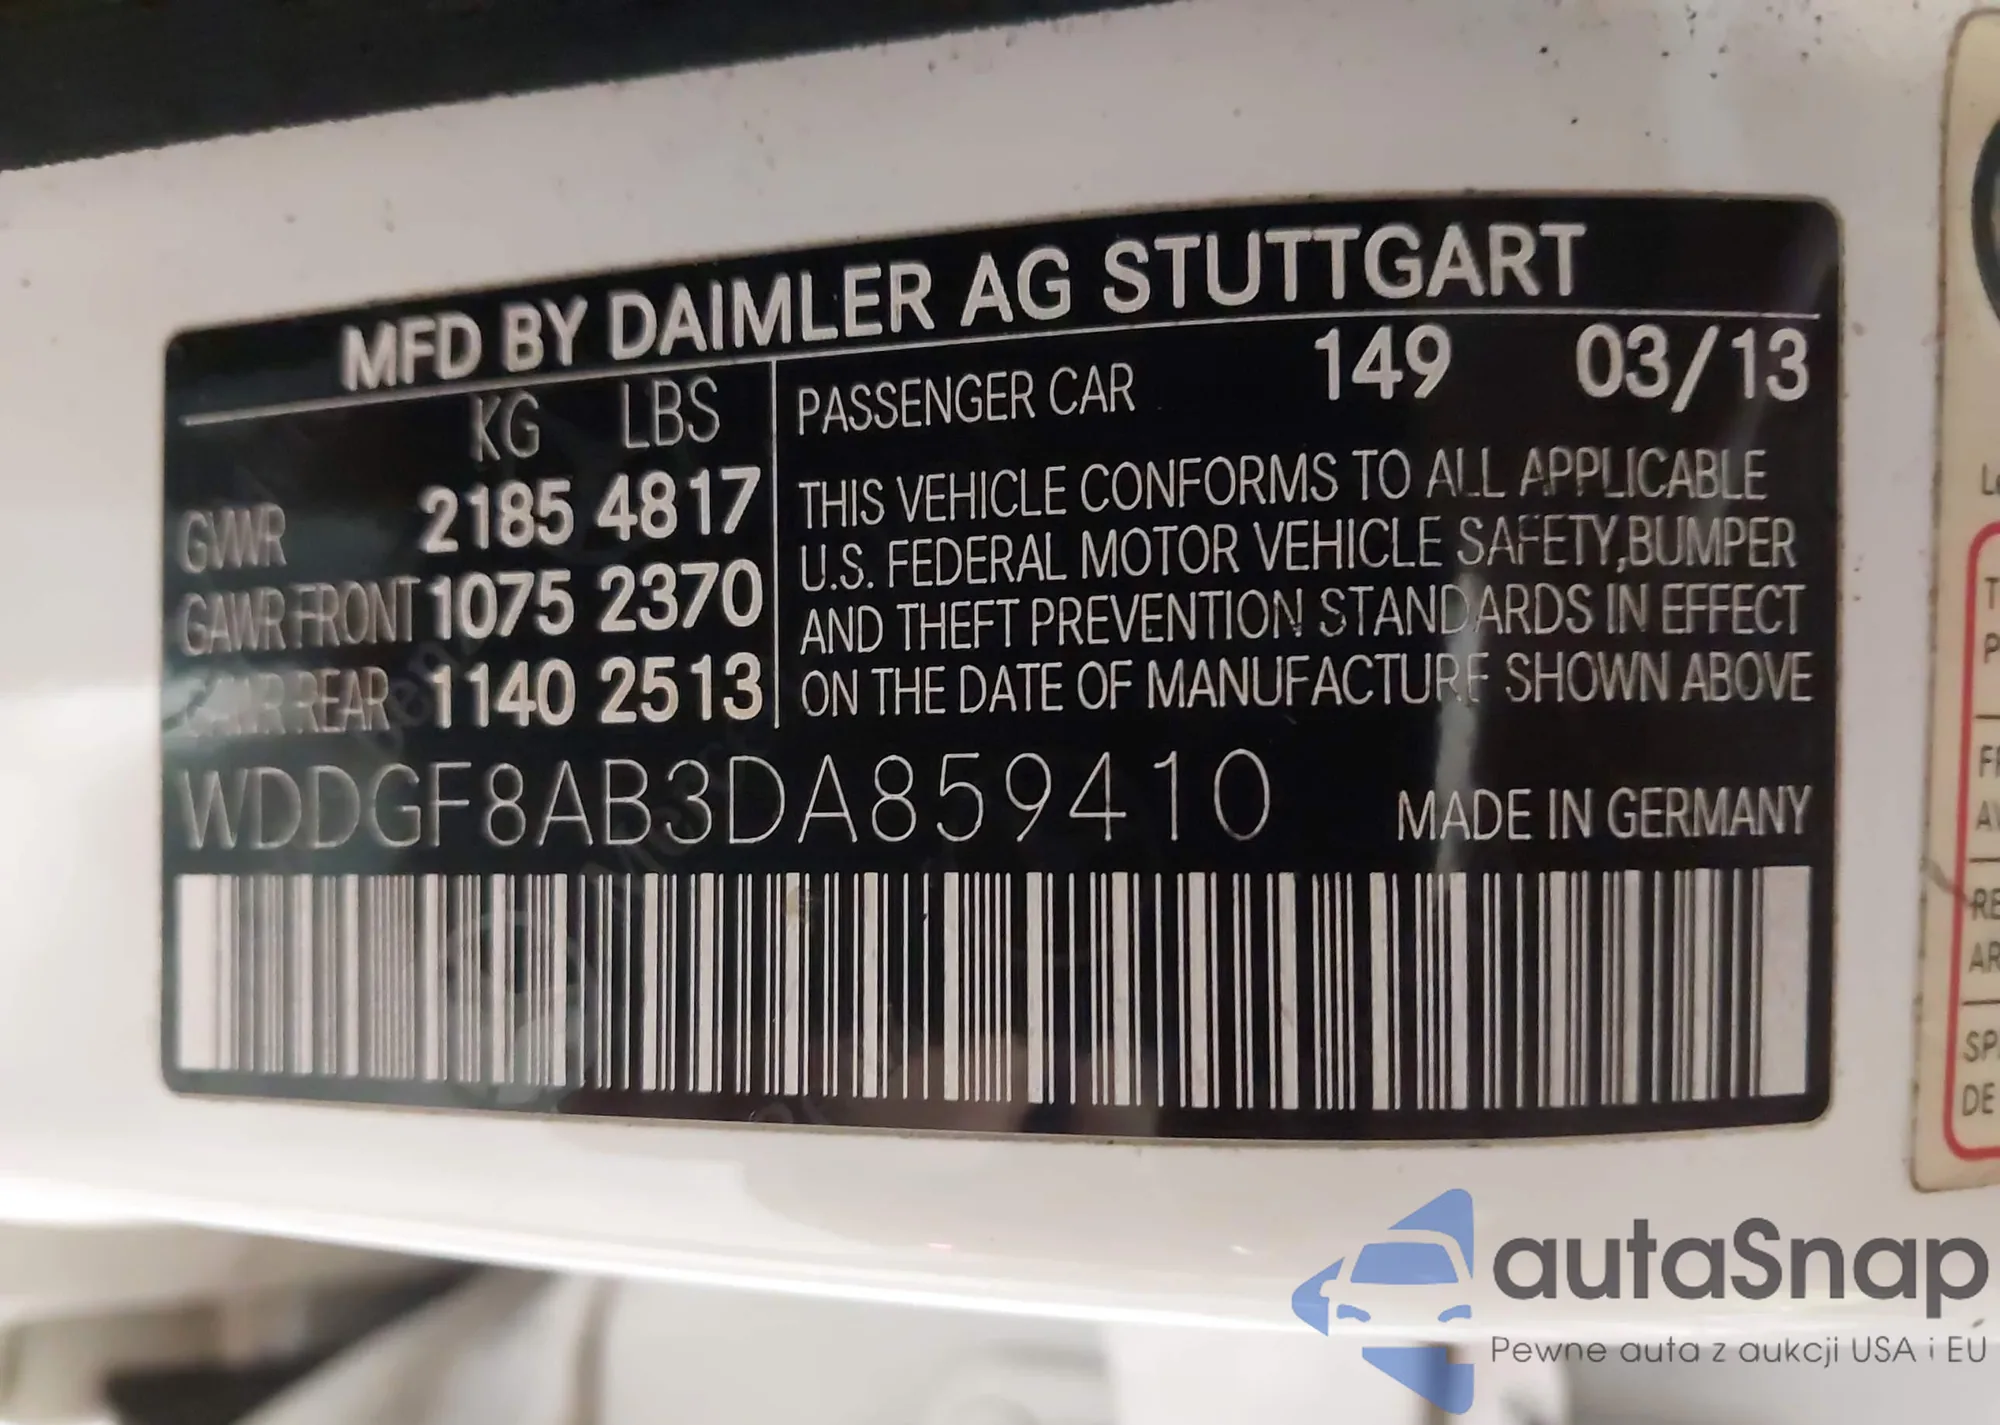 MFD BY DAIMLER AG STUTTGART
KG LBS
GVWR 2185 4817
GAWR FRONT 1075 2370
GAWR REAR 1140 2513
PASSENGER CAR 149 03/13
THIS VEHICLE CONFORMS TO ALL APPLICABLE
U.S. FEDERAL MOTOR VEHICLE SAFETY,BUMPER
AND THEFT PREVENTION STANDARDS IN EFFECT
ON THE DATE OF MANUFACTURE SHOWN ABOVE
WDDGF8AB3DA859410 MADE IN GERMANY
autaSnap
Pewne auta z aukcji USA i EU